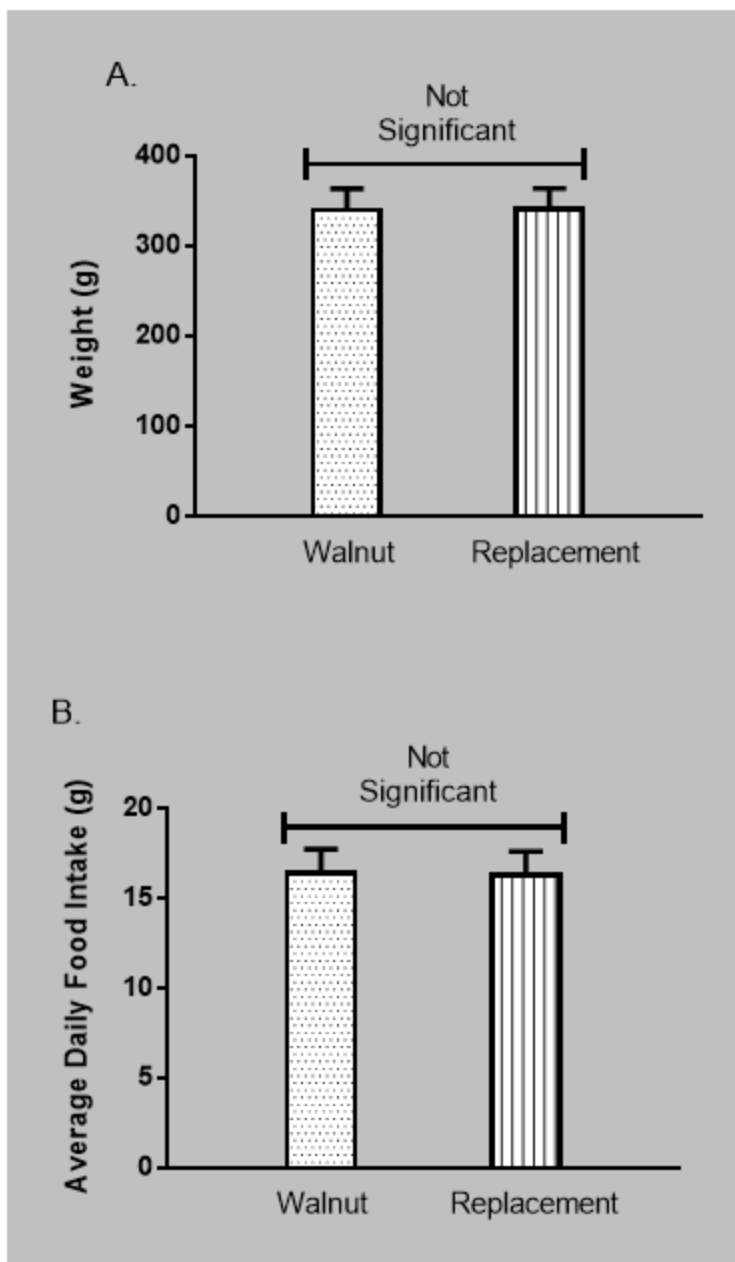 A.
Not
Significant
400
300
200
100
0
Weight (g)
Walnut
Replacement
B.
Not
Significant
20
15
10
5
0
Average Daily Food Intake (g)
Walnut
Replacement